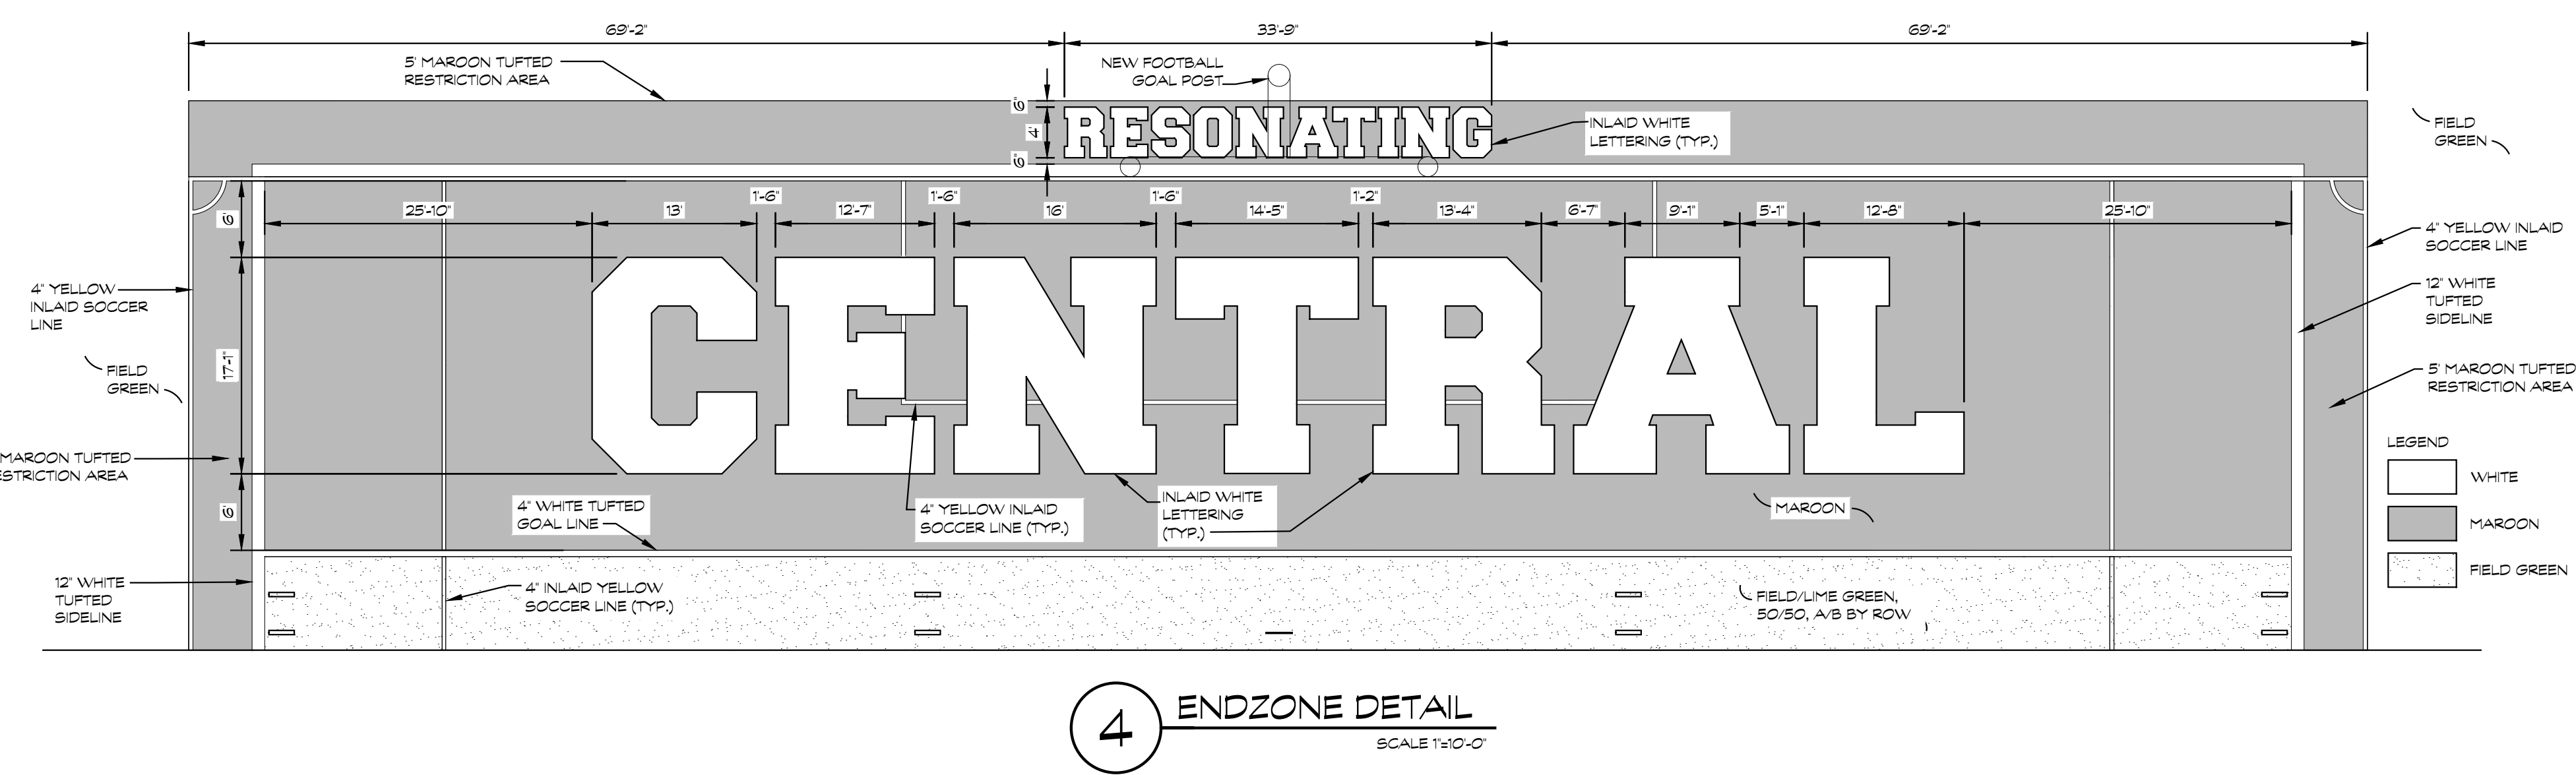 69'-2"
33'-9"
69'-2"
5' MAROON TUFTED
RESTRICTION AREA
NEW FOOTBALL
GOAL POST
6"
4'
6"
RESONATING
INLAID WHITE
LETTERING (TYP.)
FIELD
GREEN
25'-10"
13'
1'-6"
12'-7"
1'-6"
16'
1'-6"
14'-5"
1'-2"
13'-4"
6'-7"
9'-1"
5'-1"
12'-8"
25'-10"
6'
17'-1"
6'
CENTRAL
4" YELLOW
INLAID SOCCER
LINE
FIELD
GREEN
MAROON TUFTED
RESTRICTION AREA
12" WHITE
TUFTED
SIDELINE
4" YELLOW INLAID
SOCCER LINE
12" WHITE
TUFTED
SIDELINE
5' MAROON TUFTED
RESTRICTION AREA
4" WHITE TUFTED
GOAL LINE
4" YELLOW INLAID
SOCCER LINE (TYP.)
INLAID WHITE
LETTERING
(TYP.)
MAROON
4" INLAID YELLOW
SOCCER LINE (TYP.)
FIELD/LIME GREEN,
50/50, A/B BY ROW
LEGEND
WHITE
MAROON
FIELD GREEN
4
ENDZONE DETAIL
SCALE 1"=10'-0"